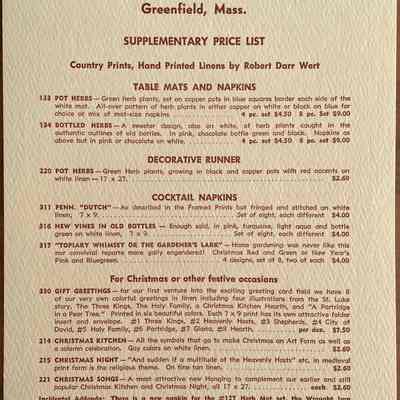 Greenfield, Mass.
SUPPLEMENTARY PRICE LIST
Country Prints, Hand Printed Linens by Robert Darr Wert
TABLE MATS AND NAPKINS
133 POT HERBS — Green herb plants, set on copper pots in blue squares border each side of the
white mat. All-over pattern of herb plants in either copper on white or black on blue for
choice or mix of mat-size napkins . . . . . . . . . . 4 pc. set $4.50 8 pc. Set $9.00
134 BOTTLED HERBS — A sweeter design, also on white, of herb plants caught in the
authentic outlines of old bottles. In pink, chocolate bottle green and black. Napkins as
above but in pink or chocolate on white. . . . . . . . 4 pc. set $4.50 8 pc. set $9.00
DECORATIVE RUNNER
220 POT HERBS — Green Herb plants, growing in black and copper pots with red accents on
white linen — 17 x 27. . . . . . . . . . $2.60
COCKTAIL NAPKINS
311 PENN. "DUTCH" — As described in the Framed Prints but fringed and stitched on white
linen, 7 x 9. . . . . . . . . . Set of eight, each different $4.00
316 NEW VINES IN OLD BOTTLES — Enough said, in pink, turquoise, light aqua and bottle
green on white linen, 7 x 9. . . . . . . . . . Set of eight, each different $4.00
317 "TOPIARY WHIMSEY OR THE GARDENER'S LARK" — Home gardening was never like this
nor convivial repasts more gaily engendered! Christmas Red and Green or New Year's
Pink and Bluegreen. . . . . . . . . . 4 designs, set of 8, two of each $4.00
For Christmas or other festive occasions
330 GIFT GREETINGS — for our first venture into the exciting greeting card field we have 8
of our very own colorful greetings in linen including four illustrations from the St. Luke
story, The Three Kings, The Holy Family, a Christmas Kitchen Hearth, and "A Partridge
in a Pear Tree." Printed in six beautiful colors. Each 7 x 9 print has its own attractive folder
insert and envelope. #1 Three Kings, #2 Heavenly Hosts, #3 Shepherds, #4 City of
David, #5 Holy Family, #6 Partridge, #7 Gloria, #8 Hearth. . . . . . . . . . per doz. $7.50
214 CHRISTMAS KITCHEN — All the symbols that go to make Christmas an Art Form as well as
a solemn celebration. Gay colors on white linen. . . . . . . . . . $2.60
215 CHRISTMAS NIGHT — "And sudden if a multitude of the Heavenly Hosts" etc. in medieval
print form is the religious theme. On fine tan linen. . . . . . . . . . $2.60
221 CHRISTMAS SONGS — A most attractive new Hanging to complement our earlier and still
popular Christmas Kitchen and Christmas Night, all 17 x 27. . . . . . . . . . each $2.60
Incidental Addenda: There is a new napkin for the #12T Herb Mat set, the Wrought Iron